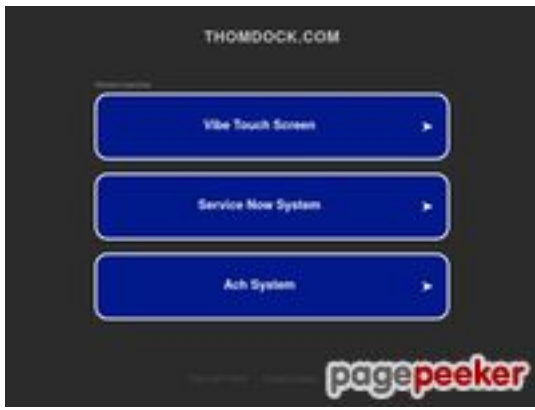 THOMDOCK.COM
Vibe Touch Screen
Service Now System
Ach System
pagepeeker